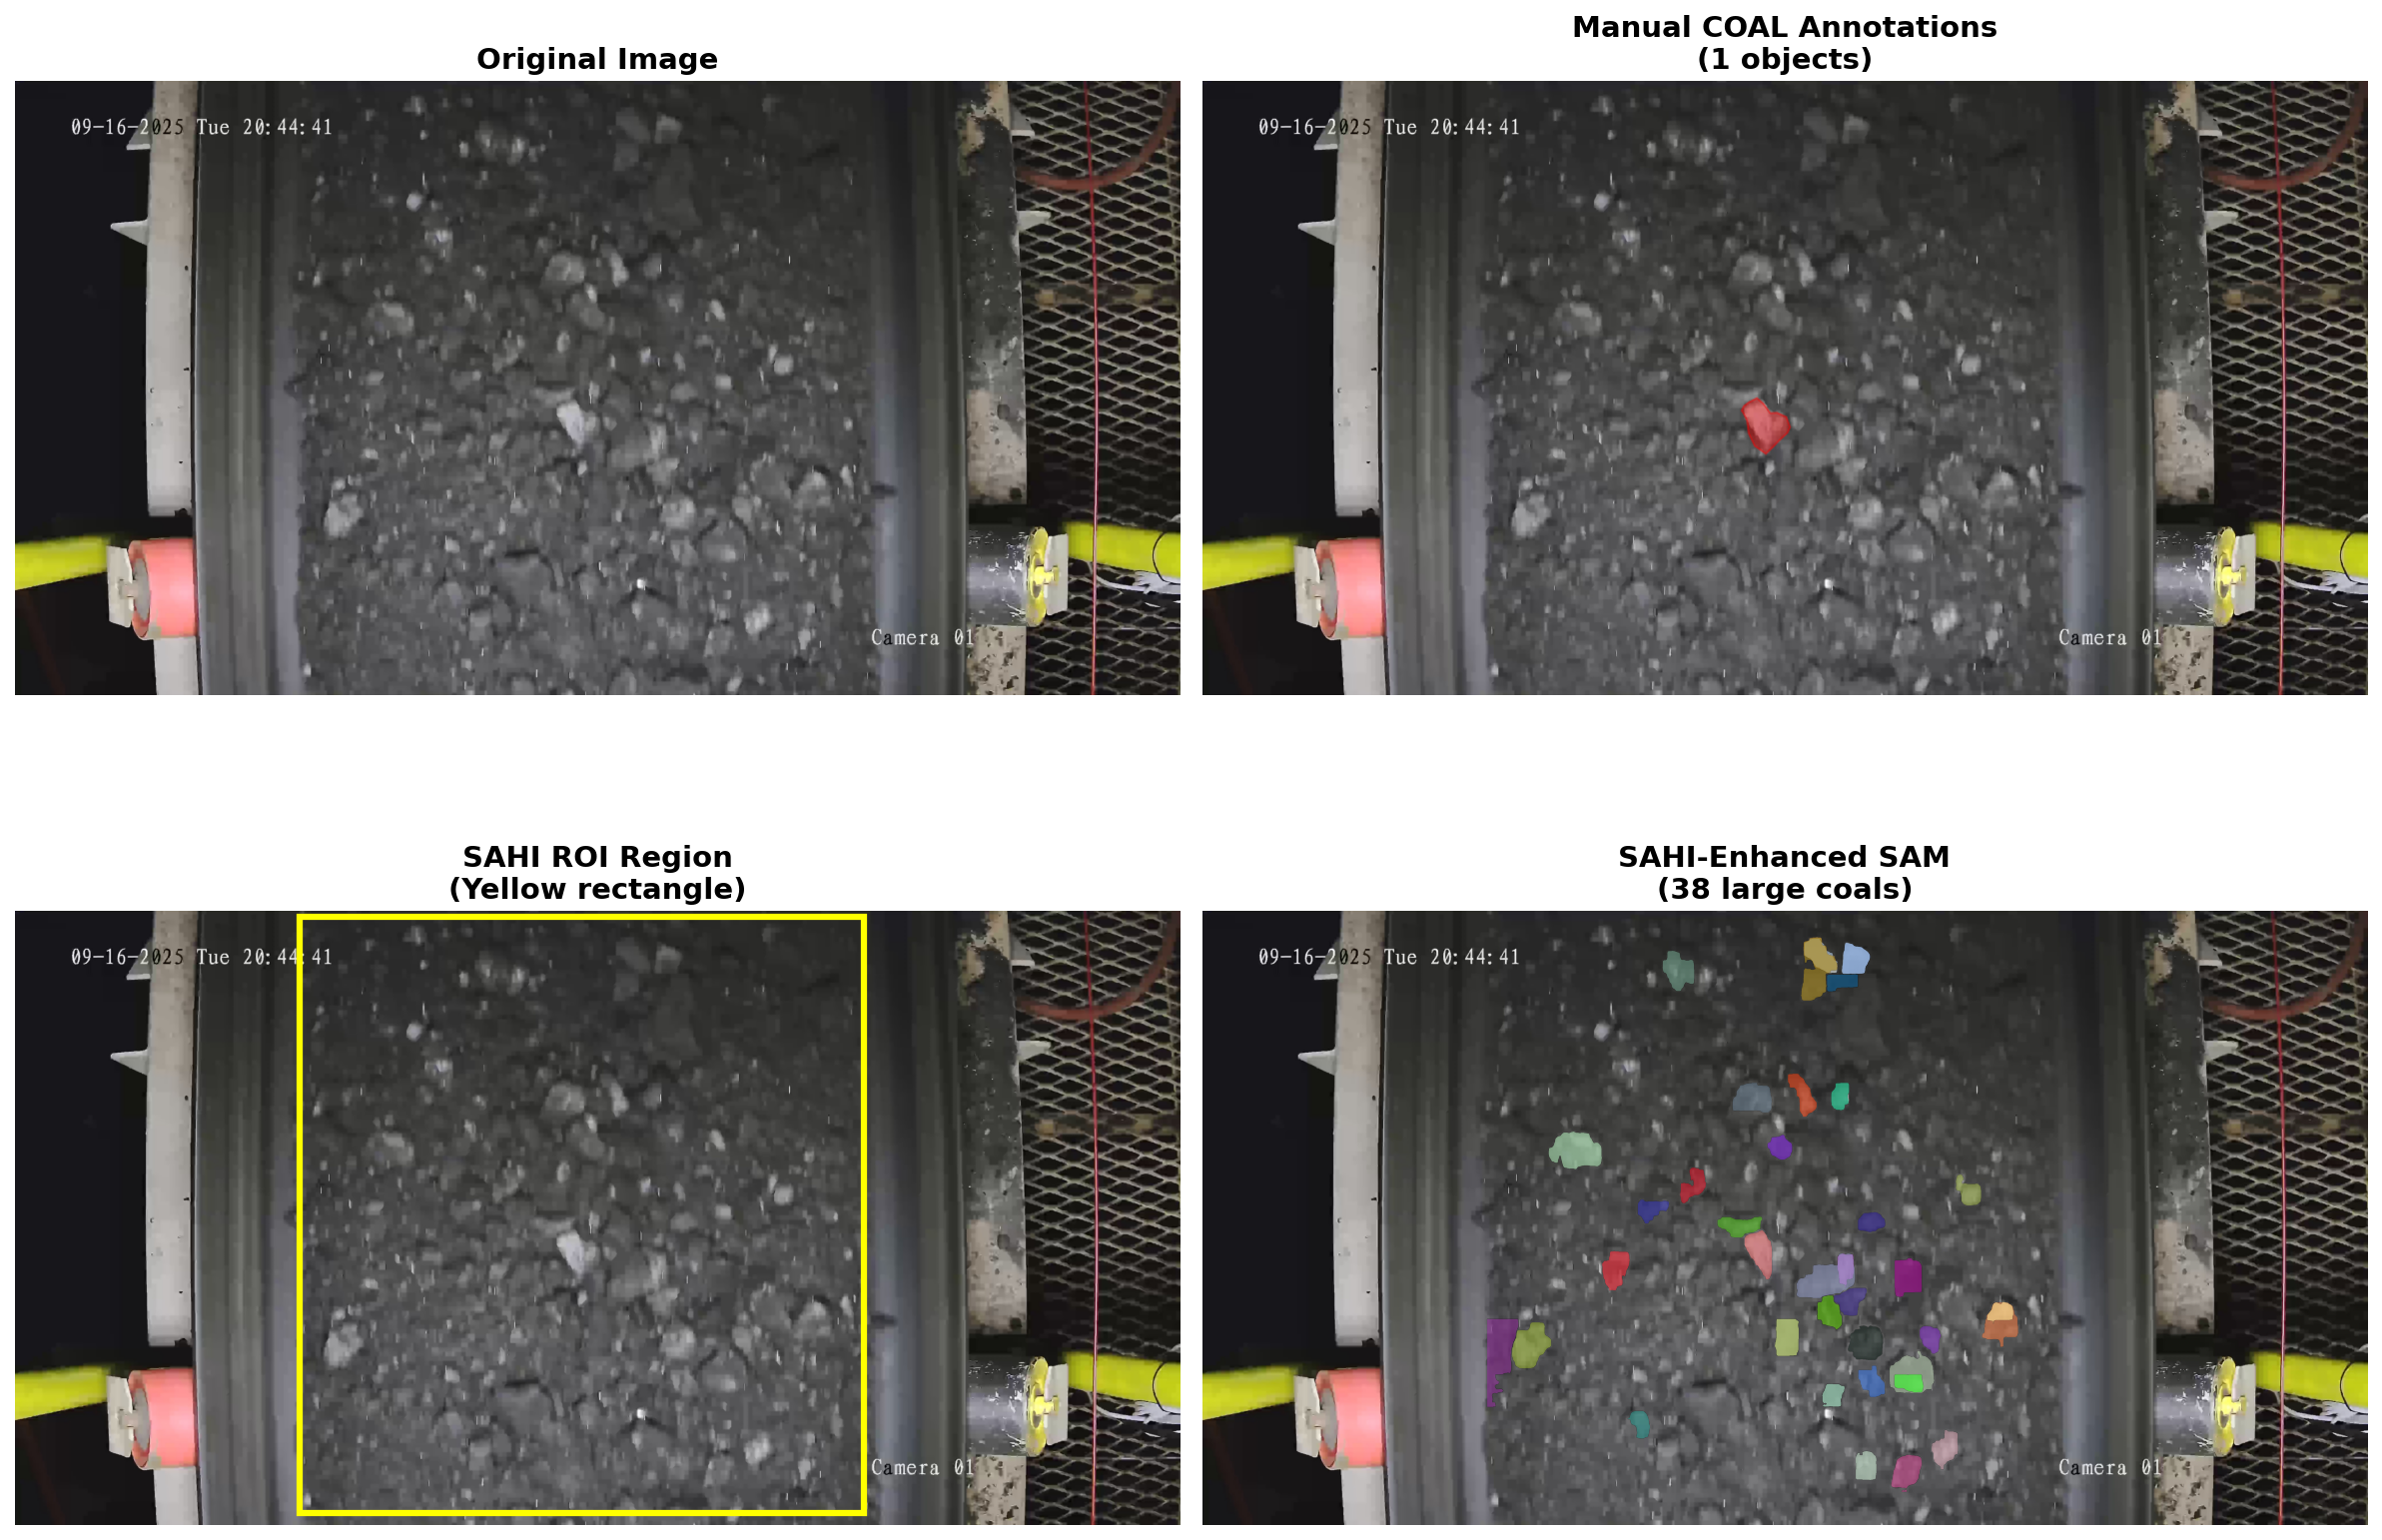 Original Image
09-16-2025 Tue 20:44:41
Camera 01
Manual COAL Annotations
(1 objects)
09-16-2025 Tue 20:44:41
Camera 01
SAHI ROI Region
(Yellow rectangle)
09-16-2025 Tue 20:44:41
Camera 01
SAHI-Enhanced SAM
(38 large coals)
09-16-2025 Tue 20:44:41
Camera 01